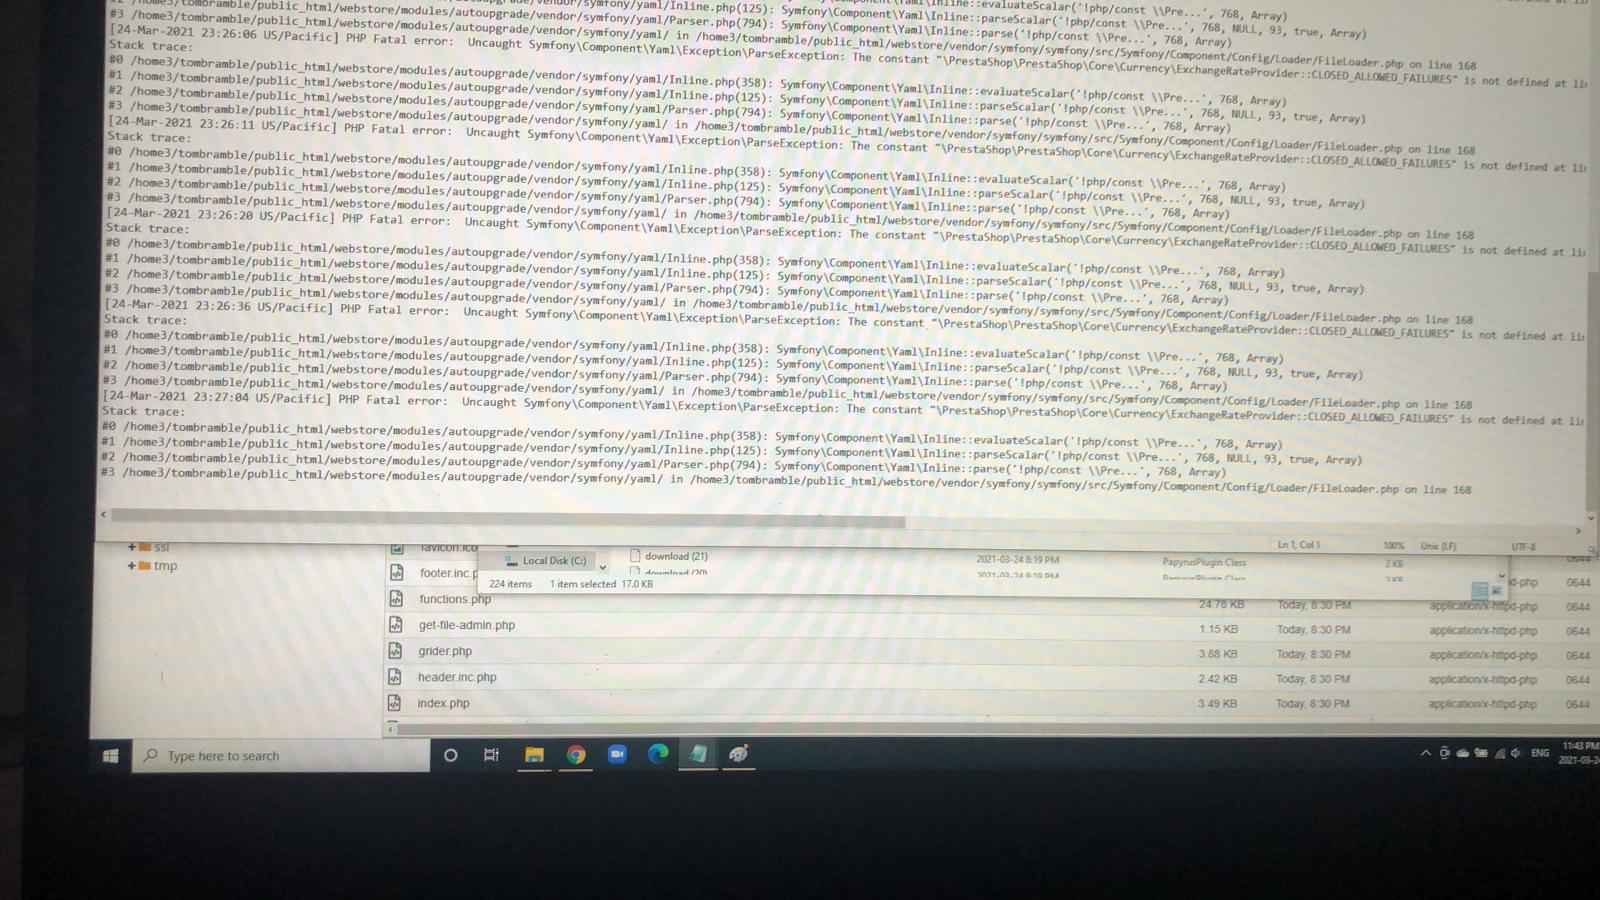 #3 /home3/tombramble/public_html/webstore/modules/autoupgrade/vendor/symfony/yaml/Inline.php(125): Symfony\Component\Yaml\Inline::evaluateScalar('!php/const \\Pre...', 768, Array)
#3 /home3/tombramble/public_html/webstore/modules/autoupgrade/vendor/symfony/yaml/Parser.php(794): Symfony\Component\Yaml\Inline::parseScalar('!php/const \\Pre...', 768, NULL, 93, true, Array)
[24-Mar-2021 23:26:06 US/Pacific] PHP Fatal error:  Uncaught Symfony\Component\Yaml\Exception\ParseException: The constant "\PrestaShop\PrestaShop\Core\Currency\ExchangeRateProvider::CLOSED_ALLOWED_FAILURES" is not defined at li
Stack trace:
#0 /home3/tombramble/public_html/webstore/modules/autoupgrade/vendor/symfony/yaml/Inline.php(358): Symfony\Component\Yaml\Inline::evaluateScalar('!php/const \\Pre...', 768, Array)
#1 /home3/tombramble/public_html/webstore/modules/autoupgrade/vendor/symfony/yaml/Inline.php(125): Symfony\Component\Yaml\Inline::parseScalar('!php/const \\Pre...', 768, NULL, 93, true, Array)
#2 /home3/tombramble/public_html/webstore/modules/autoupgrade/vendor/symfony/yaml/Parser.php(794): Symfony\Component\Yaml\Inline::parse('!php/const \\Pre...', 768, Array)
#3 /home3/tombramble/public_html/webstore/modules/autoupgrade/vendor/symfony/yaml/ in /home3/tombramble/public_html/webstore/vendor/symfony/symfony/src/Symfony/Component/Config/Loader/FileLoader.php on line 168
[24-Mar-2021 23:26:11 US/Pacific] PHP Fatal error:  Uncaught Symfony\Component\Yaml\Exception\ParseException: The constant "\PrestaShop\PrestaShop\Core\Currency\ExchangeRateProvider::CLOSED_ALLOWED_FAILURES" is not defined at li
Stack trace:
#0 /home3/tombramble/public_html/webstore/modules/autoupgrade/vendor/symfony/yaml/Inline.php(358): Symfony\Component\Yaml\Inline::evaluateScalar('!php/const \\Pre...', 768, Array)
#1 /home3/tombramble/public_html/webstore/modules/autoupgrade/vendor/symfony/yaml/Inline.php(125): Symfony\Component\Yaml\Inline::parseScalar('!php/const \\Pre...', 768, NULL, 93, true, Array)
#2 /home3/tombramble/public_html/webstore/modules/autoupgrade/vendor/symfony/yaml/Parser.php(794): Symfony\Component\Yaml\Inline::parse('!php/const \\Pre...', 768, Array)
#3 /home3/tombramble/public_html/webstore/modules/autoupgrade/vendor/symfony/yaml/ in /home3/tombramble/public_html/webstore/vendor/symfony/symfony/src/Symfony/Component/Config/Loader/FileLoader.php on line 168
[24-Mar-2021 23:26:20 US/Pacific] PHP Fatal error:  Uncaught Symfony\Component\Yaml\Exception\ParseException: The constant "\PrestaShop\PrestaShop\Core\Currency\ExchangeRateProvider::CLOSED_ALLOWED_FAILURES" is not defined at li
Stack trace:
#0 /home3/tombramble/public_html/webstore/modules/autoupgrade/vendor/symfony/yaml/Inline.php(358): Symfony\Component\Yaml\Inline::evaluateScalar('!php/const \\Pre...', 768, Array)
#1 /home3/tombramble/public_html/webstore/modules/autoupgrade/vendor/symfony/yaml/Inline.php(125): Symfony\Component\Yaml\Inline::parseScalar('!php/const \\Pre...', 768, NULL, 93, true, Array)
#2 /home3/tombramble/public_html/webstore/modules/autoupgrade/vendor/symfony/yaml/Parser.php(794): Symfony\Component\Yaml\Inline::parse('!php/const \\Pre...', 768, Array)
#3 /home3/tombramble/public_html/webstore/modules/autoupgrade/vendor/symfony/yaml/ in /home3/tombramble/public_html/webstore/vendor/symfony/symfony/src/Symfony/Component/Config/Loader/FileLoader.php on line 168
[24-Mar-2021 23:26:36 US/Pacific] PHP Fatal error:  Uncaught Symfony\Component\Yaml\Exception\ParseException: The constant "\PrestaShop\PrestaShop\Core\Currency\ExchangeRateProvider::CLOSED_ALLOWED_FAILURES" is not defined at li
Stack trace:
#0 /home3/tombramble/public_html/webstore/modules/autoupgrade/vendor/symfony/yaml/Inline.php(358): Symfony\Component\Yaml\Inline::evaluateScalar('!php/const \\Pre...', 768, Array)
#1 /home3/tombramble/public_html/webstore/modules/autoupgrade/vendor/symfony/yaml/Inline.php(125): Symfony\Component\Yaml\Inline::parseScalar('!php/const \\Pre...', 768, NULL, 93, true, Array)
#2 /home3/tombramble/public_html/webstore/modules/autoupgrade/vendor/symfony/yaml/Parser.php(794): Symfony\Component\Yaml\Inline::parse('!php/const \\Pre...', 768, Array)
#3 /home3/tombramble/public_html/webstore/modules/autoupgrade/vendor/symfony/yaml/ in /home3/tombramble/public_html/webstore/vendor/symfony/symfony/src/Symfony/Component/Config/Loader/FileLoader.php on line 168
[24-Mar-2021 23:27:04 US/Pacific] PHP Fatal error:  Uncaught Symfony\Component\Yaml\Exception\ParseException: The constant "\PrestaShop\PrestaShop\Core\Currency\ExchangeRateProvider::CLOSED_ALLOWED_FAILURES" is not defined at li
Stack trace:
#0 /home3/tombramble/public_html/webstore/modules/autoupgrade/vendor/symfony/yaml/Inline.php(358): Symfony\Component\Yaml\Inline::evaluateScalar('!php/const \\Pre...', 768, Array)
#1 /home3/tombramble/public_html/webstore/modules/autoupgrade/vendor/symfony/yaml/Inline.php(125): Symfony\Component\Yaml\Inline::parseScalar('!php/const \\Pre...', 768, NULL, 93, true, Array)
#2 /home3/tombramble/public_html/webstore/modules/autoupgrade/vendor/symfony/yaml/Parser.php(794): Symfony\Component\Yaml\Inline::parse('!php/const \\Pre...', 768, Array)
#3 /home3/tombramble/public_html/webstore/modules/autoupgrade/vendor/symfony/yaml/ in /home3/tombramble/public_html/webstore/vendor/symfony/symfony/src/Symfony/Component/Config/Loader/FileLoader.php on line 168
Ln 1, Col 1 100% Unix (LF) UTF-8
ssl favicon.ico Local Disk (C:) download (21) 2021-03-24 8:19 PM PapyrusPlugin Class 2 KB
tmp footer.inc.p download (20) 2021-03-24 8:19 PM PapyrusPlugin Class d-php 0644
224 items 1 item selected 17.0 KB
functions.php 24.76 KB Today, 8:30 PM application/x-httpd-php 0644
get-file-admin.php 1.15 KB Today, 8:30 PM application/x-httpd-php 0644
grider.php 3.68 KB Today, 8:30 PM application/x-httpd-php 0644
header.inc.php 2.42 KB Today, 8:30 PM application/x-httpd-php 0644
index.php 3.49 KB Today, 8:30 PM application/x-httpd-php 0644
Type here to search ENG 11:43 PM
2021-03-24